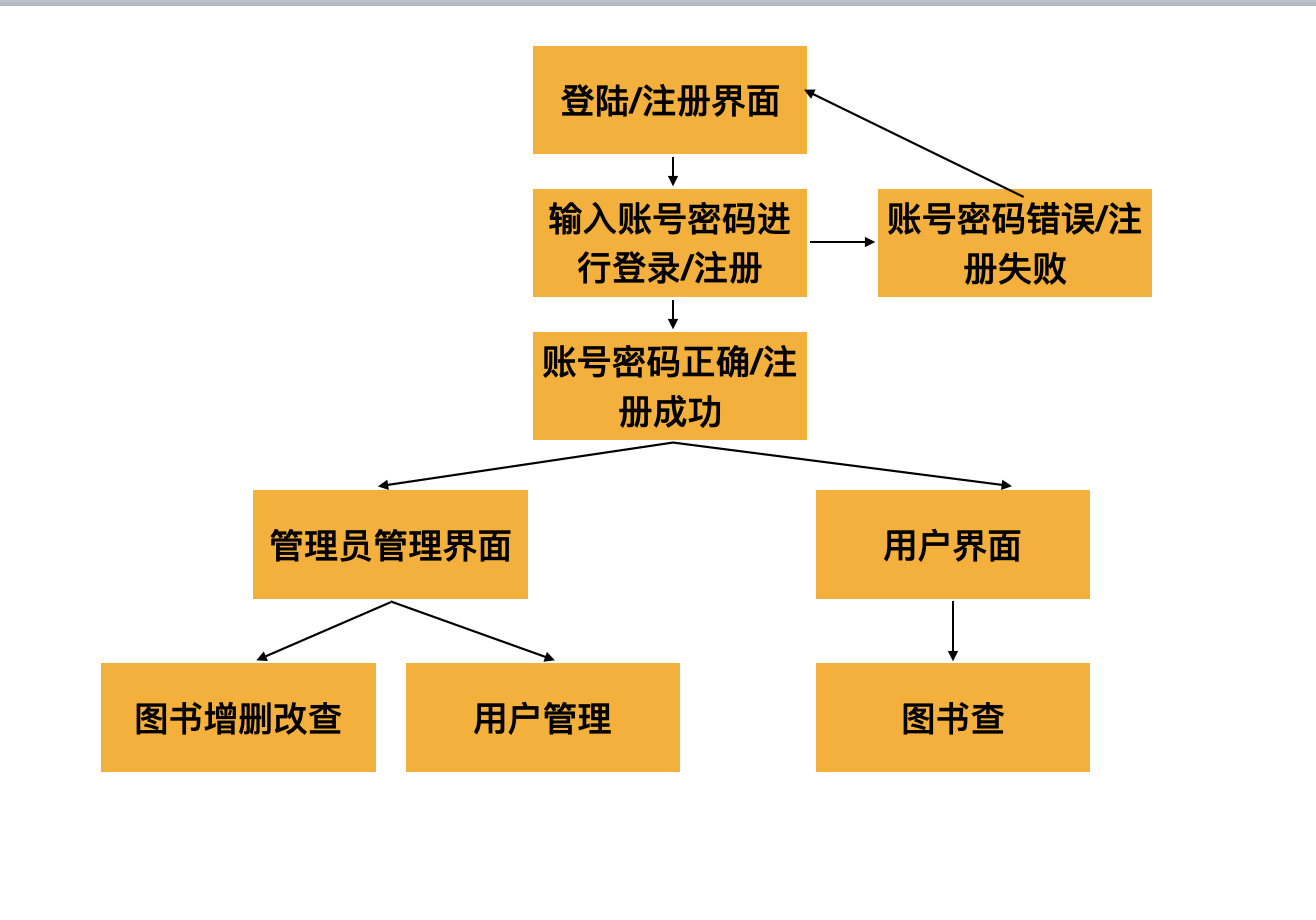 登陆/注册界面
输入账号密码进
行登录/注册
账号密码错误/注
册失败
账号密码正确/注
册成功
管理员管理界面
用户界面
图书增删改查
用户管理
图书查